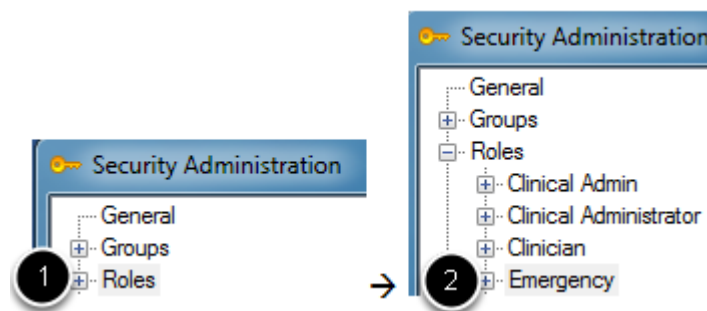 Security Administration
General
Groups
1 Roles
→
Security Administration
General
Groups
Roles
Clinical Admin
Clinical Administrator
Clinician
2 Emergency